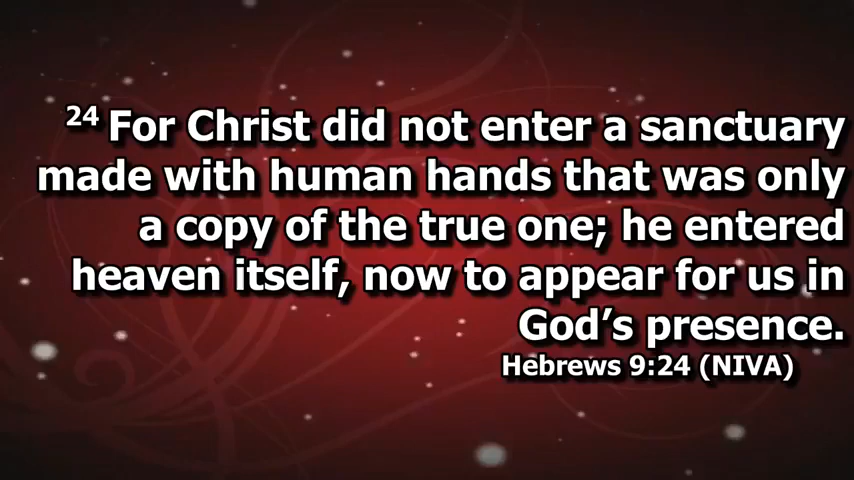 24 For Christ did not enter a sanctuary
made with human hands that was only
a copy of the true one; he entered
heaven itself, now to appear for us in
God’s presence.
Hebrews 9:24 (NIVA)